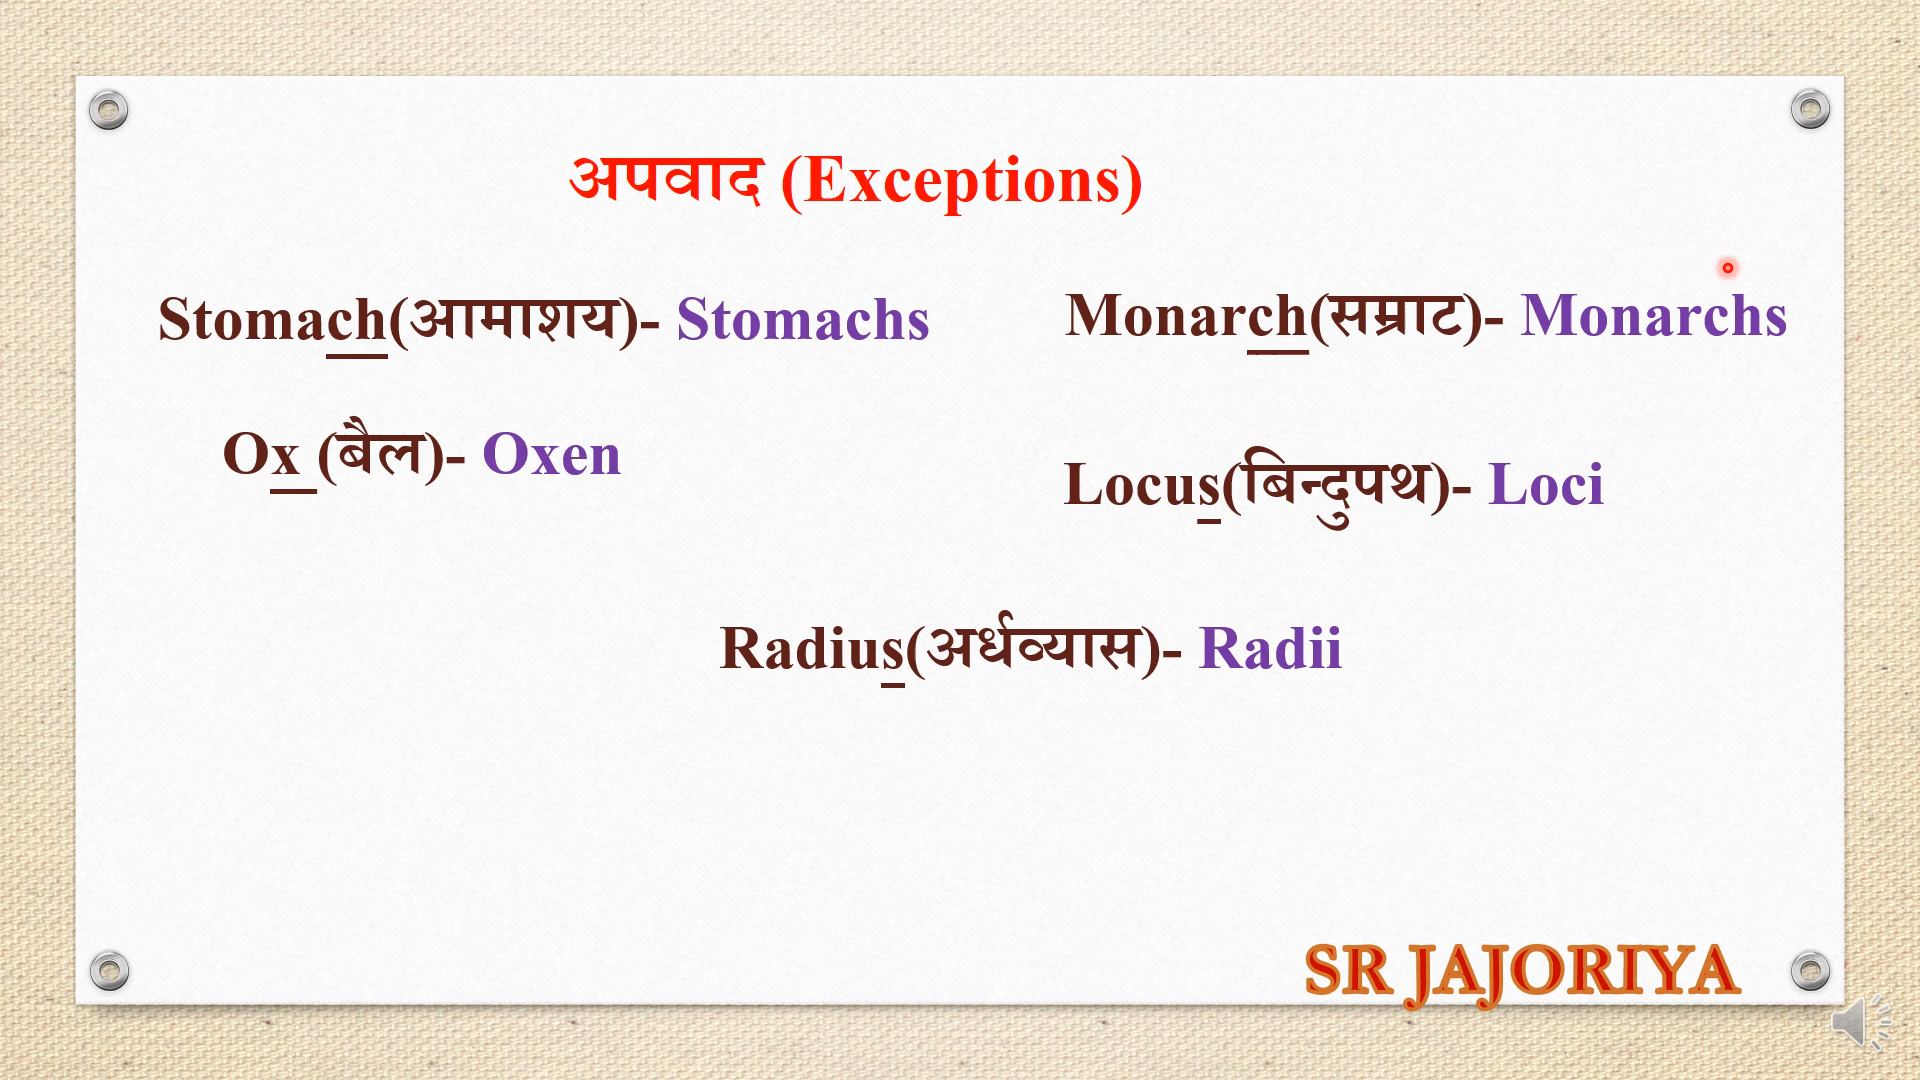 अपवाद (Exceptions)
Stomach(आमाशय)- Stomachs
Monarch(सम्राट)- Monarchs
Ox (बैल)- Oxen
Locus(बिन्दुपथ)- Loci
Radius(अर्धव्यास)- Radii
SR JAJORIYA